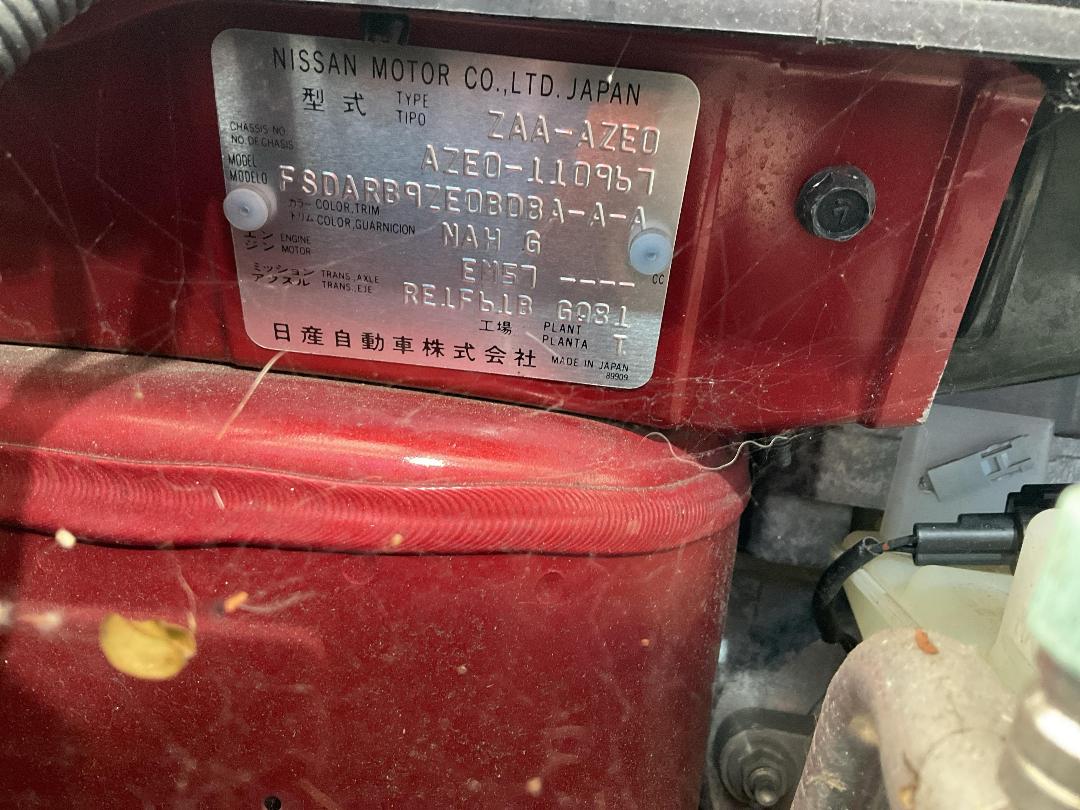 NISSAN MOTOR CO.,LTD. JAPAN
型式 TYPE TIPO ZAA-AZE0
CHASSIS NO. NO.DE CHASIS AZE0-110967
MODEL MODELO FSDARB9ZE0BDBA-A-A
カラー COLOR,TRIM
トリム COLOR,GUARNICION NAH G
エンジン ENGINE MOTOR EM57 ---- CC
ミッション アクスル TRANS.,AXLE TRANS.,EJE RE1F61B G981
工場 PLANT PLANTA T
日産自動車株式会社 MADE IN JAPAN
89909
7